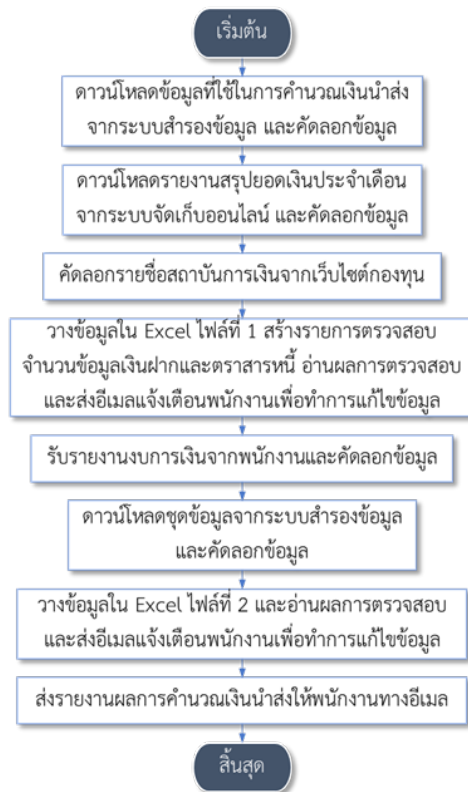 เริ่มต้น
ดาวน์โหลดข้อมูลที่ใช้ในการคำนวณเงินนำส่ง
จากระบบสำรองข้อมูล และคัดลอกข้อมูล
ดาวน์โหลดรายงานสรุปยอดเงินประจำเดือน
จากระบบจัดเก็บออนไลน์ และคัดลอกข้อมูล
คัดลอกรายชื่อสถาบันการเงินจากเว็บไซต์กองทุน
วางข้อมูลใน Excel ไฟล์ที่ 1 สร้างรายการตรวจสอบ
จำนวนข้อมูลเงินฝากและตราสารหนี้ อ่านผลการตรวจสอบ
และส่งอีเมลแจ้งเตือนพนักงานเพื่อทำการแก้ไขข้อมูล
รับรายงานงบการเงินจากพนักงานและคัดลอกข้อมูล
ดาวน์โหลดชุดข้อมูลจากระบบสำรองข้อมูล
และคัดลอกข้อมูล
วางข้อมูลใน Excel ไฟล์ที่ 2 และอ่านผลการตรวจสอบ
และส่งอีเมลแจ้งเตือนพนักงานเพื่อทำการแก้ไขข้อมูล
ส่งรายงานผลการคำนวณเงินนำส่งให้พนักงานทางอีเมล
สิ้นสุด